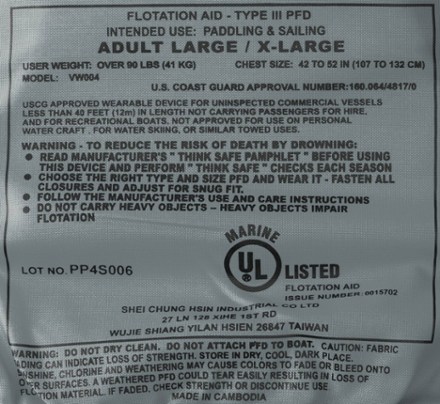 FLOTATION AID - TYPE III PFD
INTENDED USE: PADDLING & SAILING
ADULT LARGE / X-LARGE
USER WEIGHT: OVER 90 LBS (41 KG) CHEST SIZE: 42 TO 52 IN (107 TO 132 CM)
MODEL: VW004
U.S. COAST GUARD APPROVAL NUMBER:160.064/4817/0
USCG APPROVED WEARABLE DEVICE FOR UNINSPECTED COMMERCIAL VESSELS
LESS THAN 40 FEET (12m) IN LENGTH NOT CARRYING PASSENGERS FOR HIRE,
AND FOR RECREATIONAL BOATS. NOT APPROVED FOR USE ON PERSONAL
WATER CRAFT . FOR WATER SKIING, OR SIMILAR TOWED USES.
WARNING - TO REDUCE THE RISK OF DEATH BY DROWNING:
● READ MANUFACTURER'S " THINK SAFE PAMPHLET " BEFORE USING
THIS DEVICE AND PERFORM " THINK SAFE " CHECKS EACH SEASON
● CHOOSE THE RIGHT TYPE AND SIZE PFD AND WEAR IT - FASTEN ALL
CLOSURES AND ADJUST FOR SNUG FIT.
● FOLLOW THE MANUFACTURER'S USE AND CARE INSTRUCTIONS
● DO NOT CARRY HEAVY OBJECTS – HEAVY OBJECTS IMPAIR
FLOTATION
MARINE
LOT NO. PP4S006
UL LISTED
FLOTATION AID
ISSUE NUMBER: 0015702
SHEI CHUNG HSIN INDUSTRIAL CO LTD
27 LN 128 XIHE 1ST RD
WUJIE SHIANG YILAN HSIEN 26847 TAIWAN
WARNING: DO NOT DRY CLEAN. DO NOT ATTACH PFD TO BOAT. CAUTION: FABRIC
FADING CAN INDICATE LOSS OF STRENGTH. STORE IN DRY, COOL, DARK PLACE.
SUNSHINE, CHLORINE AND WEATHERING MAY CAUSE COLORS TO FADE OR BLEED ONTO
OTHER SURFACES. A WEATHERED PFD COULD TEAR EASILY RESULTING IN LOSS OF
FLOTATION MATERIAL. IF FADED, CHECK STRENGTH OR DISCONTINUE USE
MADE IN CAMBODIA